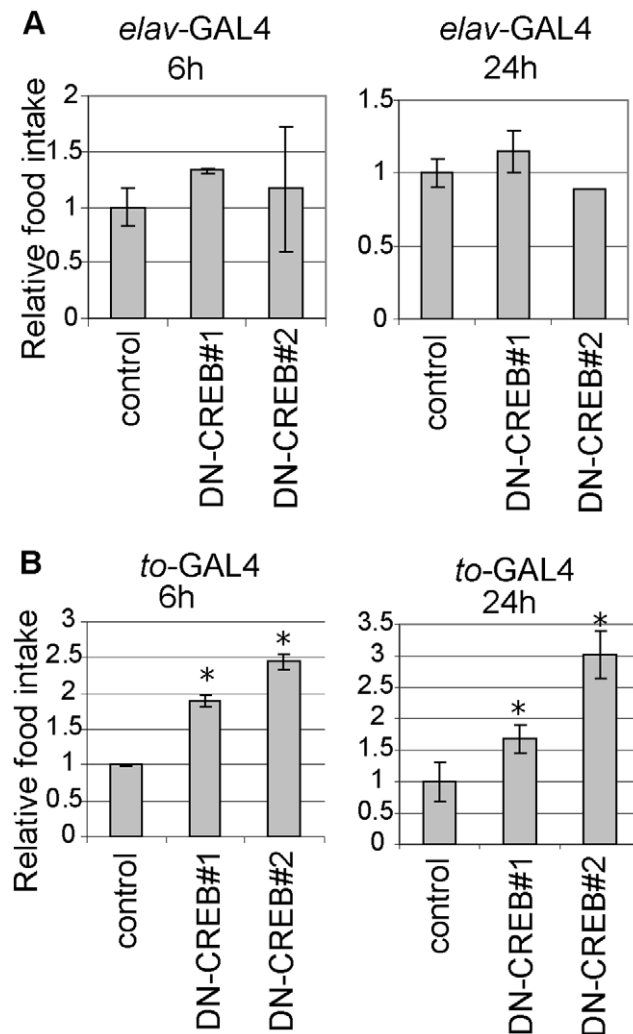 A
elav-GAL4
6h
Relative food intake
2
1.5
1
0.5
0
control
DN-CREB#1
DN-CREB#2
elav-GAL4
24h
1.5
1
0.5
0
control
DN-CREB#1
DN-CREB#2
B
to-GAL4
6h
Relative food intake
3
2.5
2
1.5
1
0.5
0
*
*
control
DN-CREB#1
DN-CREB#2
to-GAL4
24h
3.5
3
2.5
2
1.5
1
0.5
0
*
*
control
DN-CREB#1
DN-CREB#2